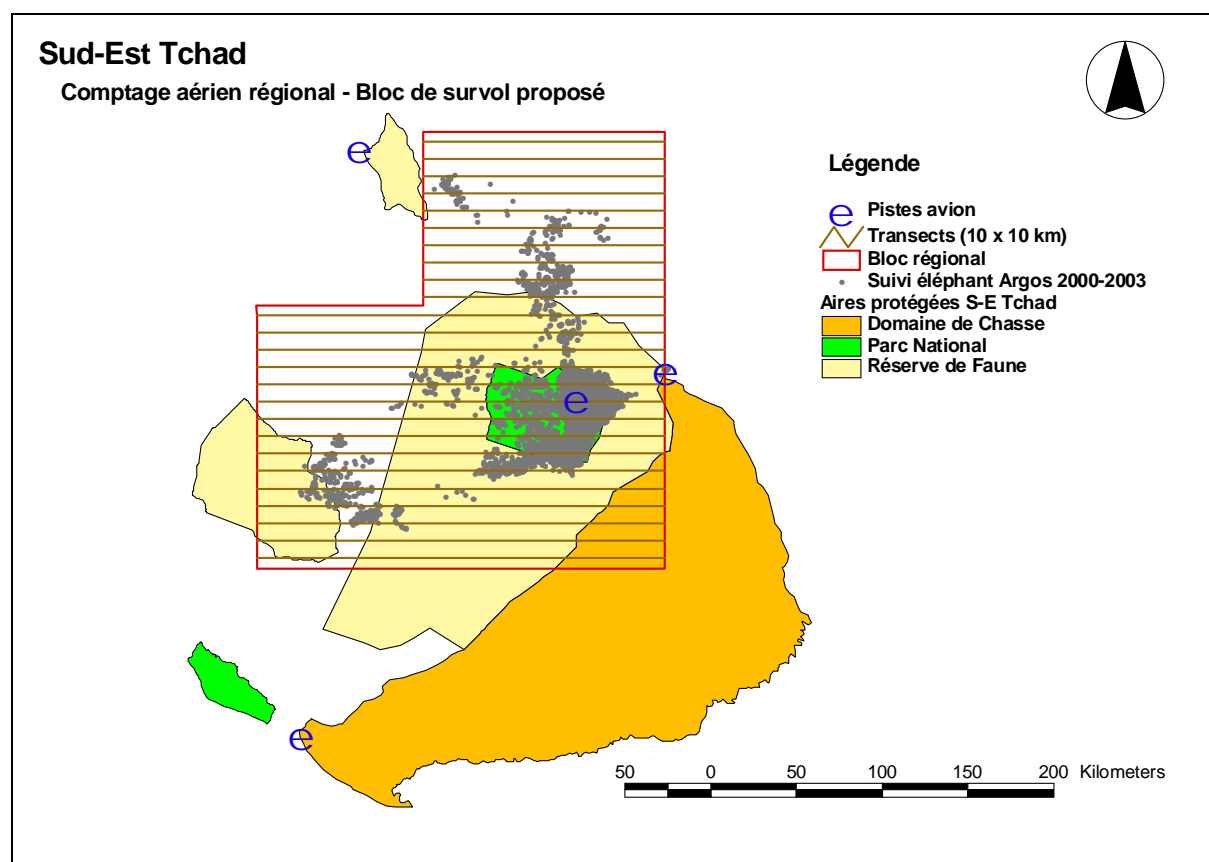 Sud-Est Tchad
Comptage aérien régional - Bloc de survol proposé
Légende
e Pistes avion
Transects (10 x 10 km)
Bloc régional
Suivi éléphant Argos 2000-2003
Aires protégées S-E Tchad
Domaine de Chasse
Parc National
Réserve de Faune
e
e
e
e
50 0 50 100 150 200 Kilometers